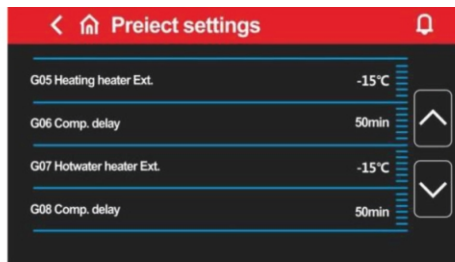 Preiect settings
G05 Heating heater Ext. -15℃
G06 Comp. delay 50min
G07 Hotwater heater Ext. -15℃
G08 Comp. delay 50min